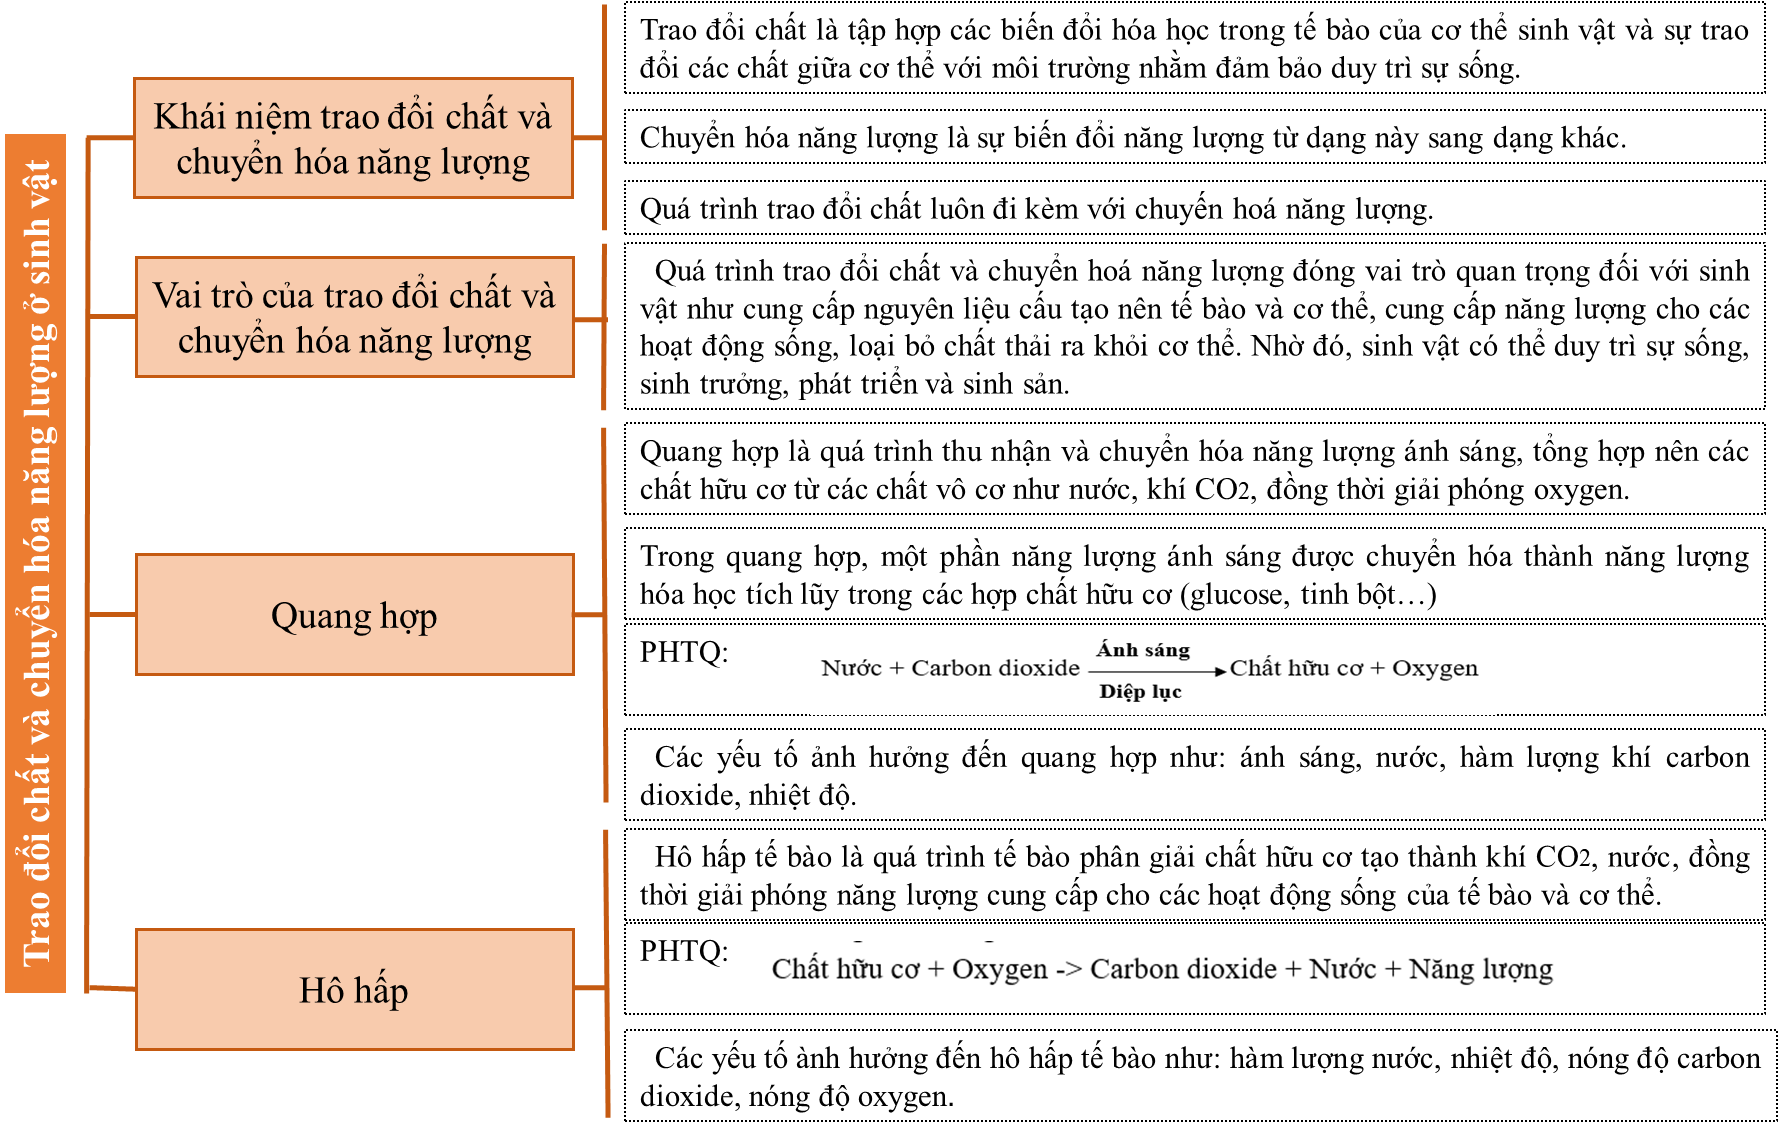 Trao đổi chất và chuyển hóa năng lượng ở sinh vật
Khái niệm trao đổi chất và
chuyển hóa năng lượng
Trao đổi chất là tập hợp các biến đổi hóa học trong tế bào của cơ thể sinh vật và sự trao
đổi các chất giữa cơ thể với môi trường nhằm đảm bảo duy trì sự sống.
Chuyển hóa năng lượng là sự biến đổi năng lượng từ dạng này sang dạng khác.
Quá trình trao đổi chất luôn đi kèm với chuyến hoá năng lượng.
Vai trò của trao đổi chất và
chuyển hóa năng lượng
Quá trình trao đổi chất và chuyển hoá năng lượng đóng vai trò quan trọng đối với sinh
vật như cung cấp nguyên liệu cấu tạo nên tế bào và cơ thể, cung cấp năng lượng cho các
hoạt động sống, loại bỏ chất thải ra khỏi cơ thể. Nhờ đó, sinh vật có thể duy trì sự sống,
sinh trưởng, phát triển và sinh sản.
Quang hợp
Quang hợp là quá trình thu nhận và chuyển hóa năng lượng ánh sáng, tổng hợp nên các
chất hữu cơ từ các chất vô cơ như nước, khí CO2, đồng thời giải phóng oxygen.
Trong quang hợp, một phần năng lượng ánh sáng được chuyển hóa thành năng lượng
hóa học tích lũy trong các hợp chất hữu cơ (glucose, tinh bột…)
PHTQ:
Ánh sáng
Nước + Carbon dioxide → Chất hữu cơ + Oxygen
Diệp lục
Các yếu tố ảnh hưởng đến quang hợp như: ánh sáng, nước, hàm lượng khí carbon
dioxide, nhiệt độ.
Hô hấp
Hô hấp tế bào là quá trình tế bào phân giải chất hữu cơ tạo thành khí CO2, nước, đồng
thời giải phóng năng lượng cung cấp cho các hoạt động sống của tế bào và cơ thể.
PHTQ:
Chất hữu cơ + Oxygen -> Carbon dioxide + Nước + Năng lượng
Các yếu tố ành hưởng đến hô hấp tế bào như: hàm lượng nước, nhiệt độ, nóng độ carbon
dioxide, nóng độ oxygen.